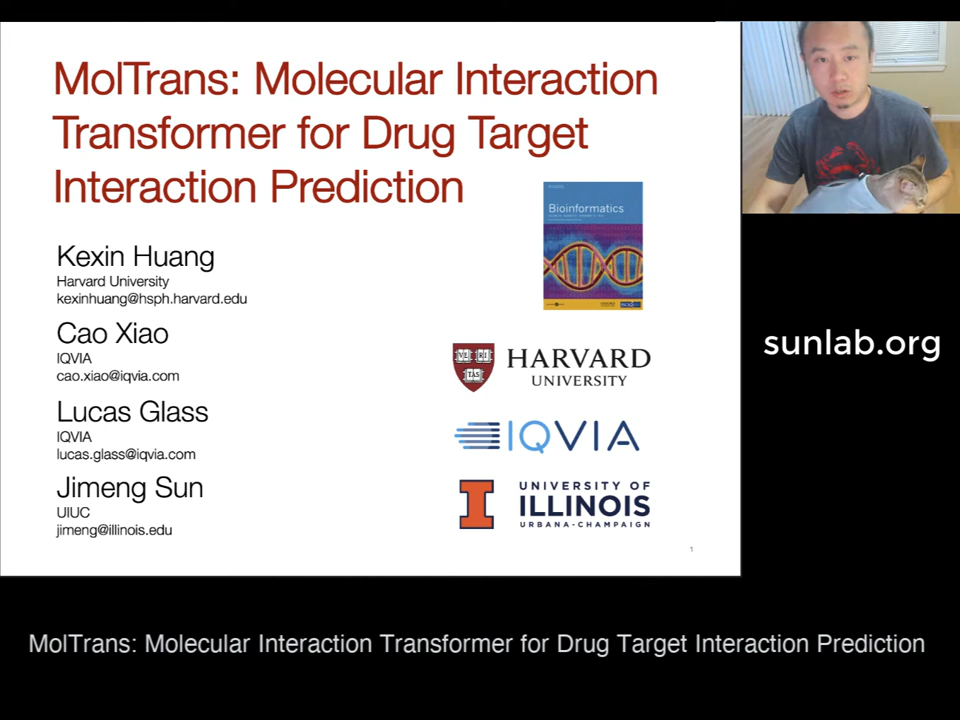 MolTrans: Molecular Interaction
Transformer for Drug Target
Interaction Prediction
Bioinformatics
Kexin Huang
Harvard University
kexinhuang@hsph.harvard.edu
Cao Xiao
IQVIA
cao.xiao@iqvia.com
Lucas Glass
IQVIA
lucas.glass@iqvia.com
Jimeng Sun
UIUC
jimeng@illinois.edu
VE RI
TAS
HARVARD
UNIVERSITY
IQVIA
I
UNIVERSITY OF
ILLINOIS
URBANA-CHAMPAIGN
1
sunlab.org
MolTrans: Molecular Interaction Transformer for Drug Target Interaction Prediction